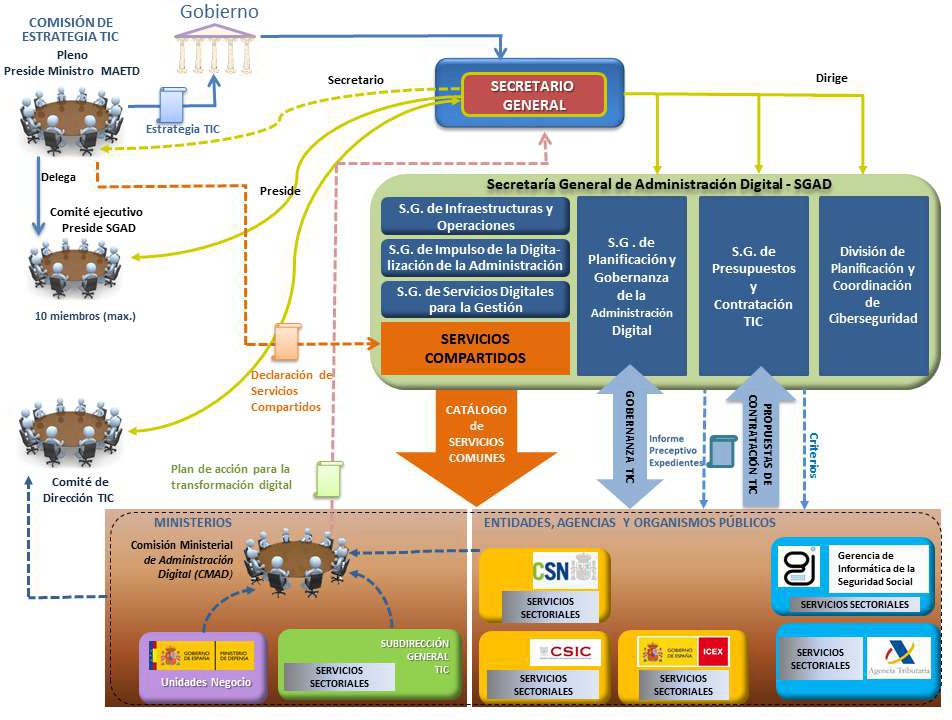 Gobierno
COMISIÓN DE
ESTRATEGIA TIC
Pleno
Preside Ministro MAETD
Estrategia TIC
Secretario
SECRETARIO
GENERAL
Dirige
Delega
Preside
Comité ejecutivo
Preside SGAD
10 miembros (max.)
Secretaría General de Administración Digital - SGAD
S.G. de Infraestructuras y
Operaciones
S.G. de Impulso de la Digita-
lización de la Administración
S.G. de Servicios Digitales
para la Gestión
SERVICIOS
COMPARTIDOS
S.G . de
Planificación y
Gobernanza
de la
Administración
Digital
S.G. de
Presupuestos
y
Contratación
TIC
División de
Planificación y
Coordinación
de
Ciberseguridad
Declaración de
Servicios
Compartidos
CATÁLOGO
de
SERVICIOS
COMUNES
GOBERNANZA TIC
Informe
Preceptivo
Expedientes
PROPUESTAS DE
CONTRATACIÓN TIC
Criterios
Plan de acción para la
transformación digital
Comité de
Dirección TIC
MINISTERIOS
Comisión Ministerial
de Administración
Digital (CMAD)
GOBIERNO
DE ESPAÑA
MINISTERIO
DE DEFENSA
Unidades Negocio
SUBDIRECCIÓN
GENERAL
TIC
SERVICIOS
SECTORIALES
ENTIDADES, AGENCIAS Y ORGANISMOS PÚBLICOS
CSN
SERVICIOS
SECTORIALES
CSIC
SERVICIOS
SECTORIALES
GOBIERNO
DE ESPAÑA
ICEX
SERVICIOS
SECTORIALES
Gerencia de
Informática de la
Seguridad Social
SERVICIOS SECTORIALES
SERVICIOS
SECTORIALES
Agencia Tributaria